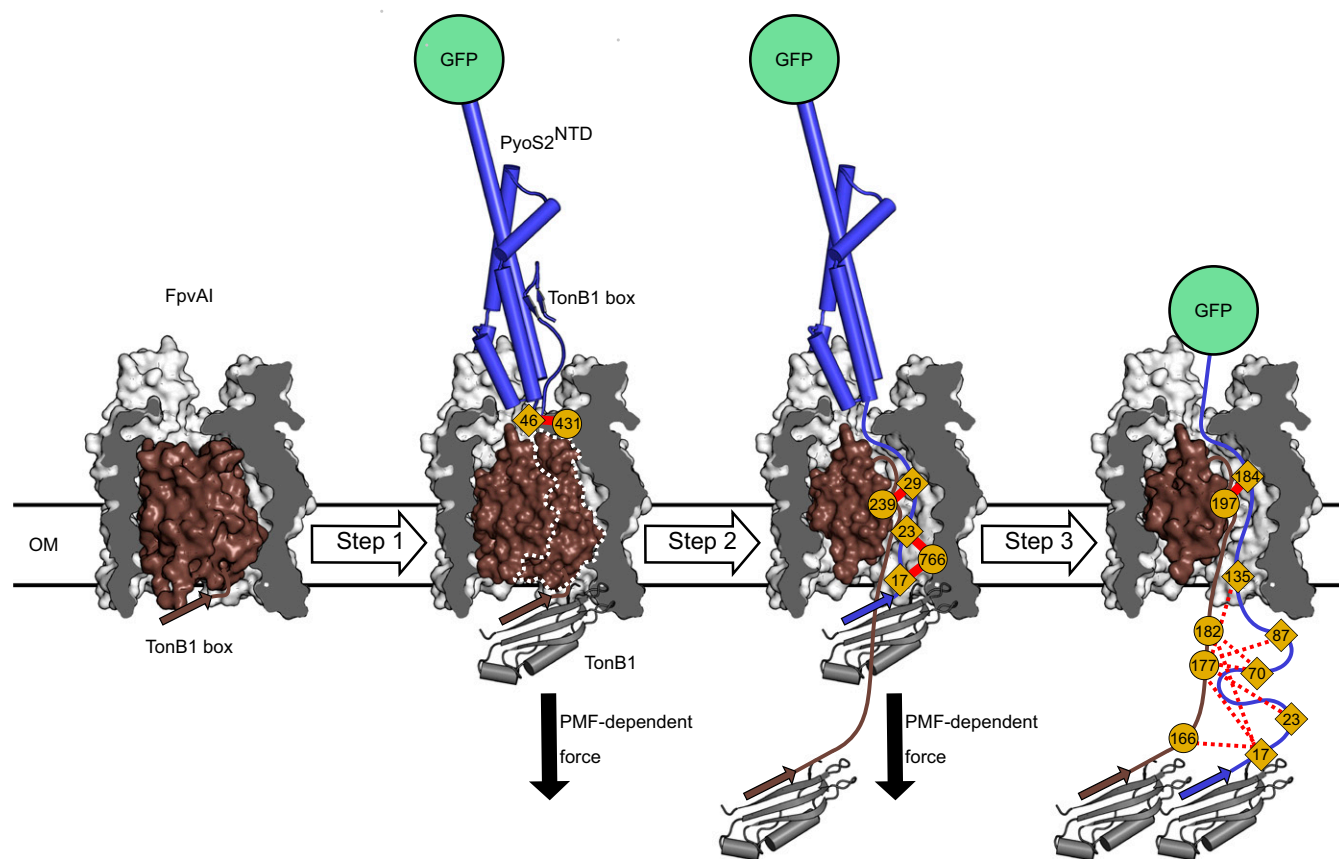 GFP
GFP
PyoS2NTD
TonB1 box
FpvAI
GFP
46
431
29
239
23
766
17
184
197
135
OM
Step 1
Step 2
Step 3
TonB1 box
TonB1
182
87
177
70
23
166
17
PMF-dependent
force
PMF-dependent
force